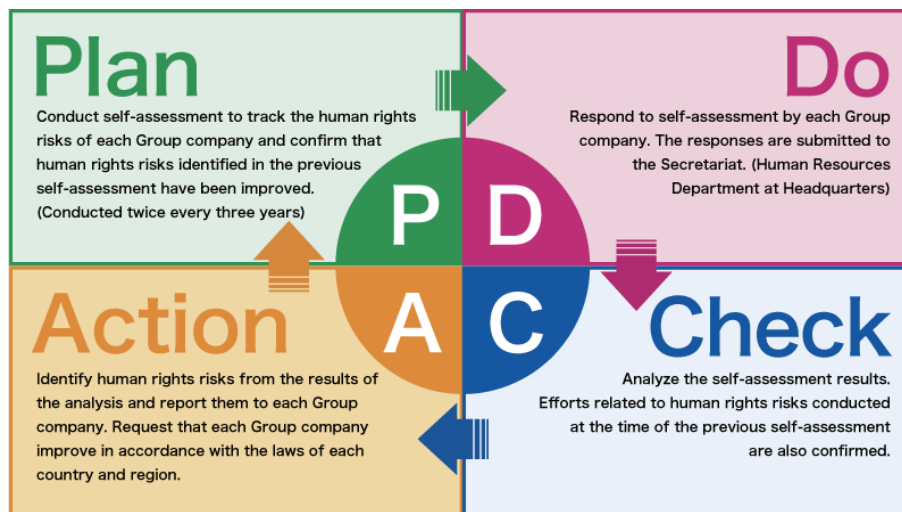 Plan
Conduct self-assessment to track the human rights
risks of each Group company and confirm that
human rights risks identified in the previous
self-assessment have been improved.
(Conducted twice every three years)
Do
Respond to self-assessment by each Group
company. The responses are submitted to
the Secretariat. (Human Resources
Department at Headquarters)
P
D
A
C
Action
Identify human rights risks from the results of
the analysis and report them to each Group
company. Request that each Group company
improve in accordance with the laws of each
country and region.
Check
Analyze the self-assessment results.
Efforts related to human rights risks conducted
at the time of the previous self-assessment
are also confirmed.